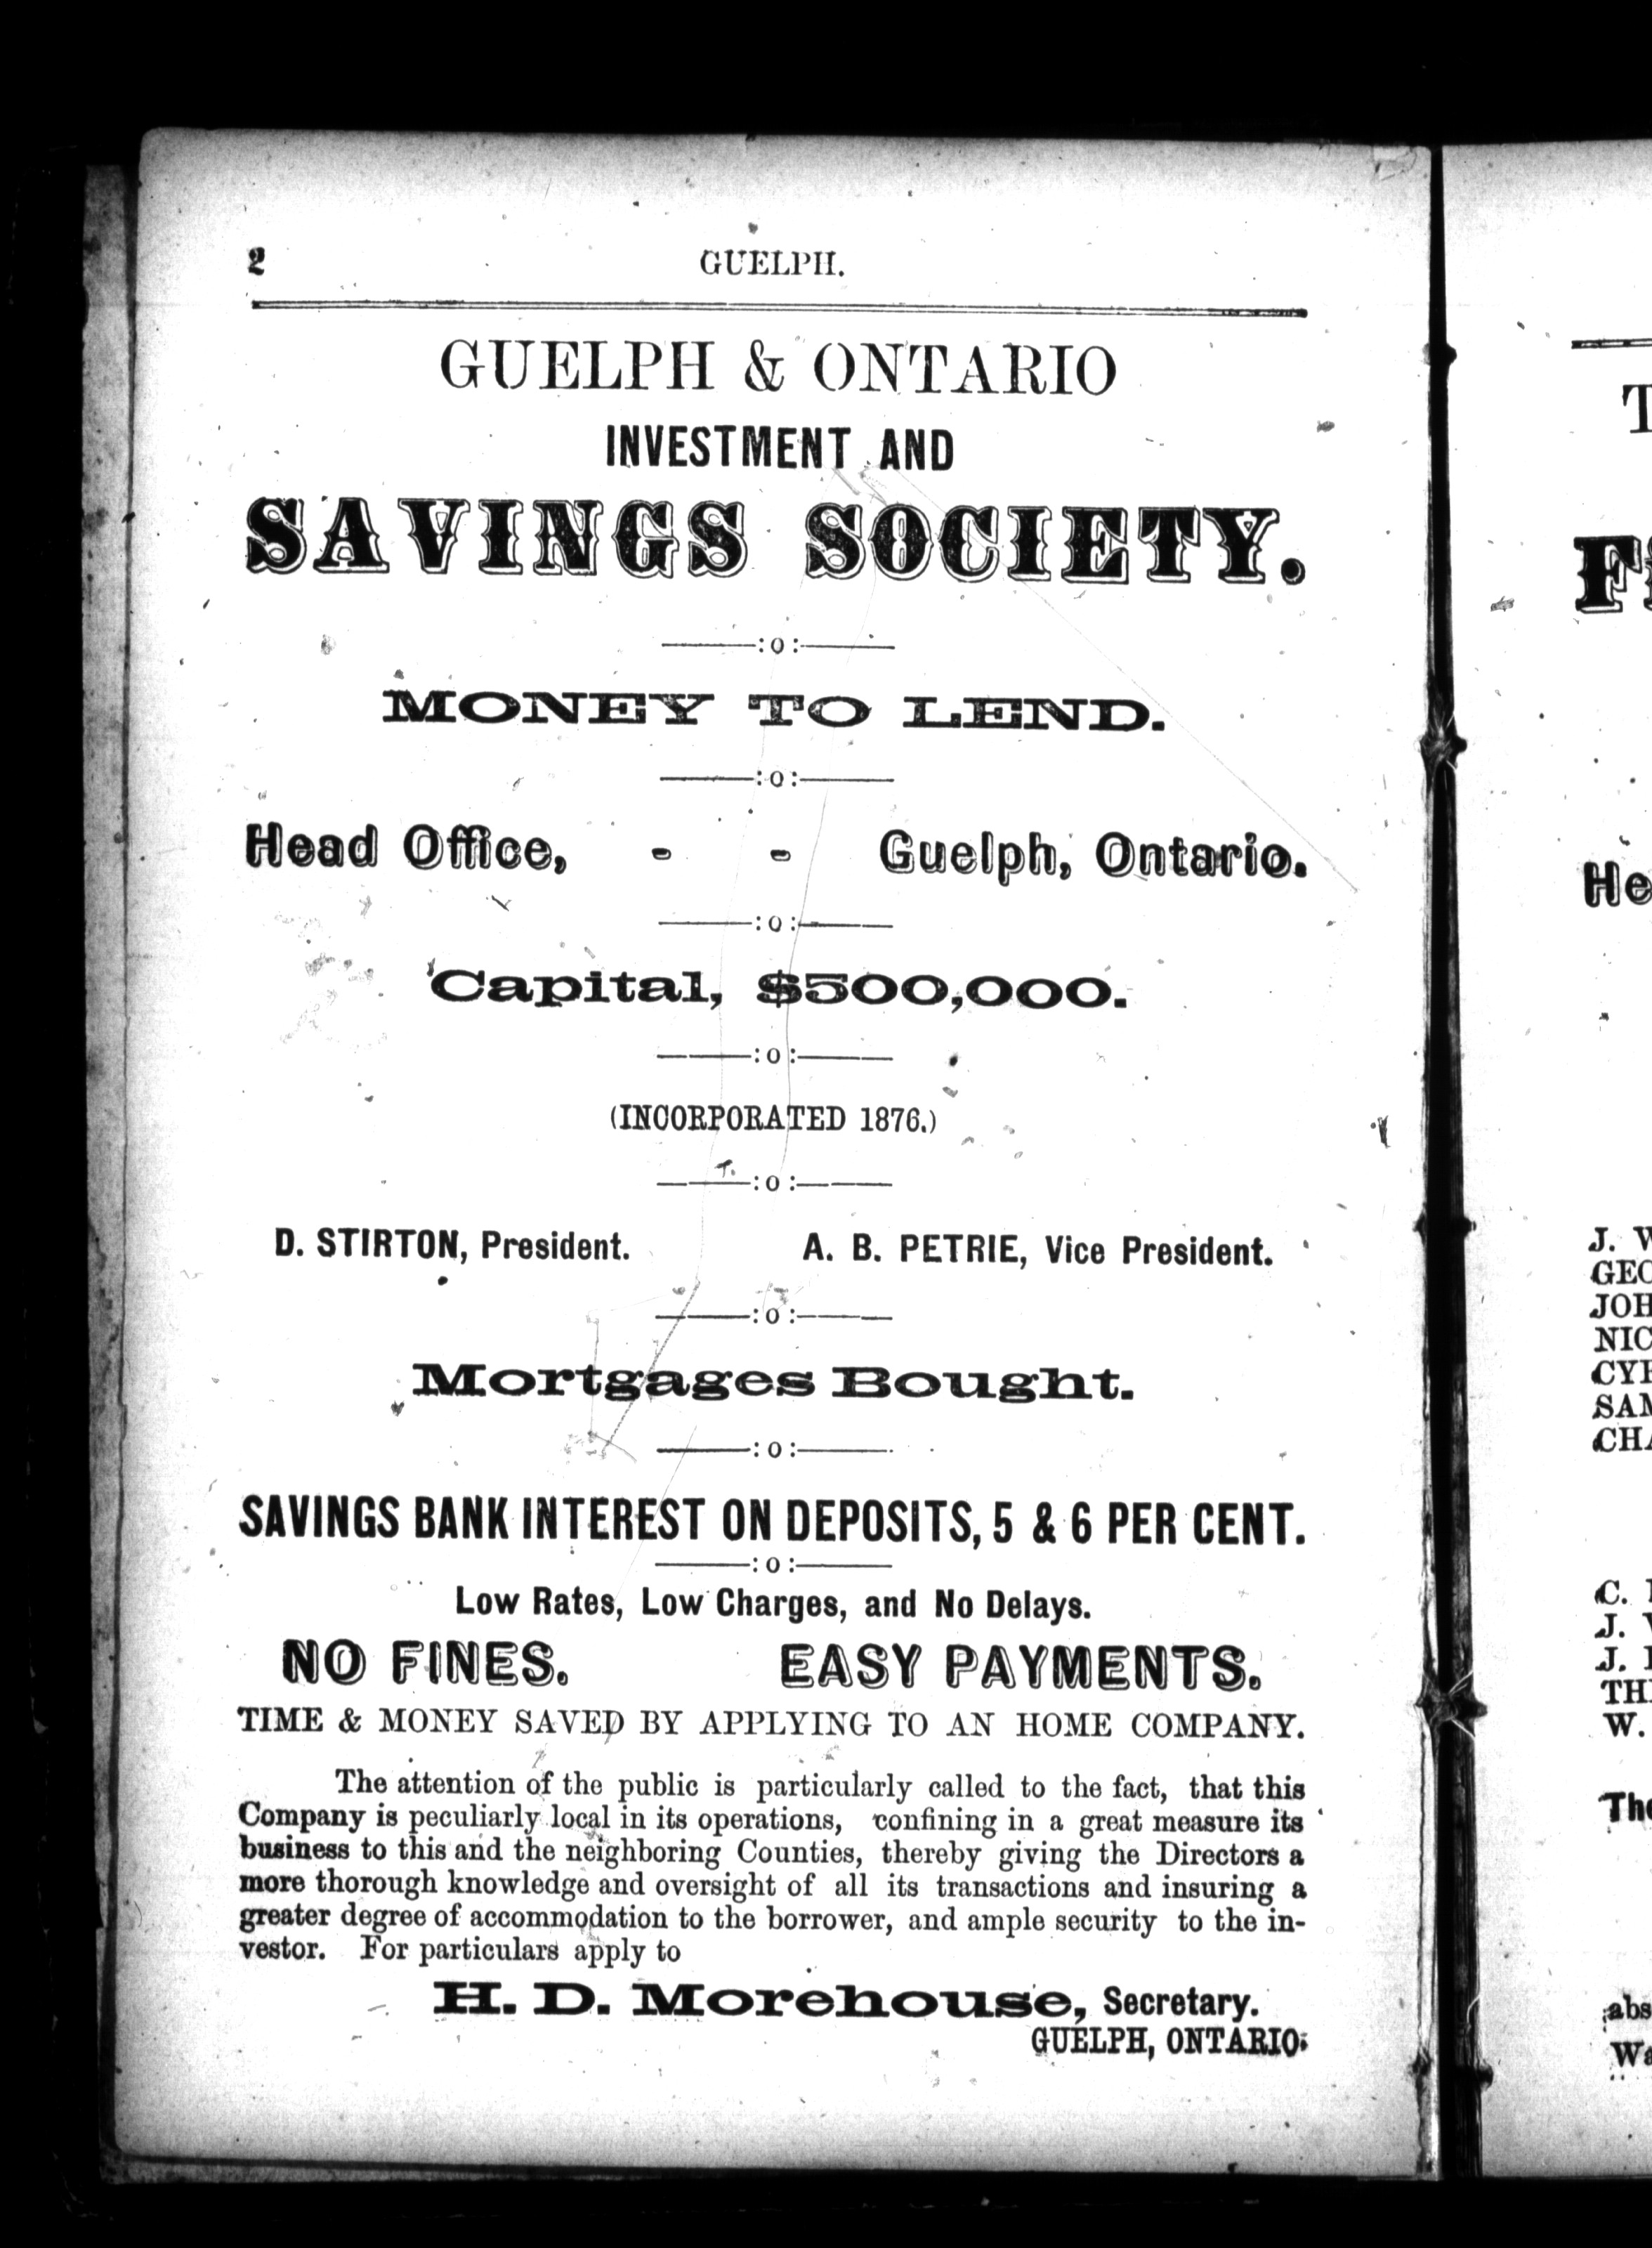 2
GUELPH.
GUELPH & ONTARIO
INVESTMENT AND
SAVINGS SOCIETY.
:o:
MONEY TO LEND.
:o:
Head Office, - - Guelph, Ontario.
:o:
Capital, $500,000.
:o:
(INCORPORATED 1876.)
:o:
D. STIRTON, President. A. B. PETRIE, Vice President.
:o:
Mortgages Bought.
:o:
SAVINGS BANK INTEREST ON DEPOSITS, 5 & 6 PER CENT.
:o:
Low Rates, Low Charges, and No Delays.
NO FINES. EASY PAYMENTS.
TIME & MONEY SAVED BY APPLYING TO AN HOME COMPANY.
The attention of the public is particularly called to the fact, that this
Company is peculiarly local in its operations, confining in a great measure its
business to this and the neighboring Counties, thereby giving the Directors a
more thorough knowledge and oversight of all its transactions and insuring a
greater degree of accommodation to the borrower, and ample security to the in-
vestor. For particulars apply to
H. D. Morehouse, Secretary.
GUELPH, ONTARIO.